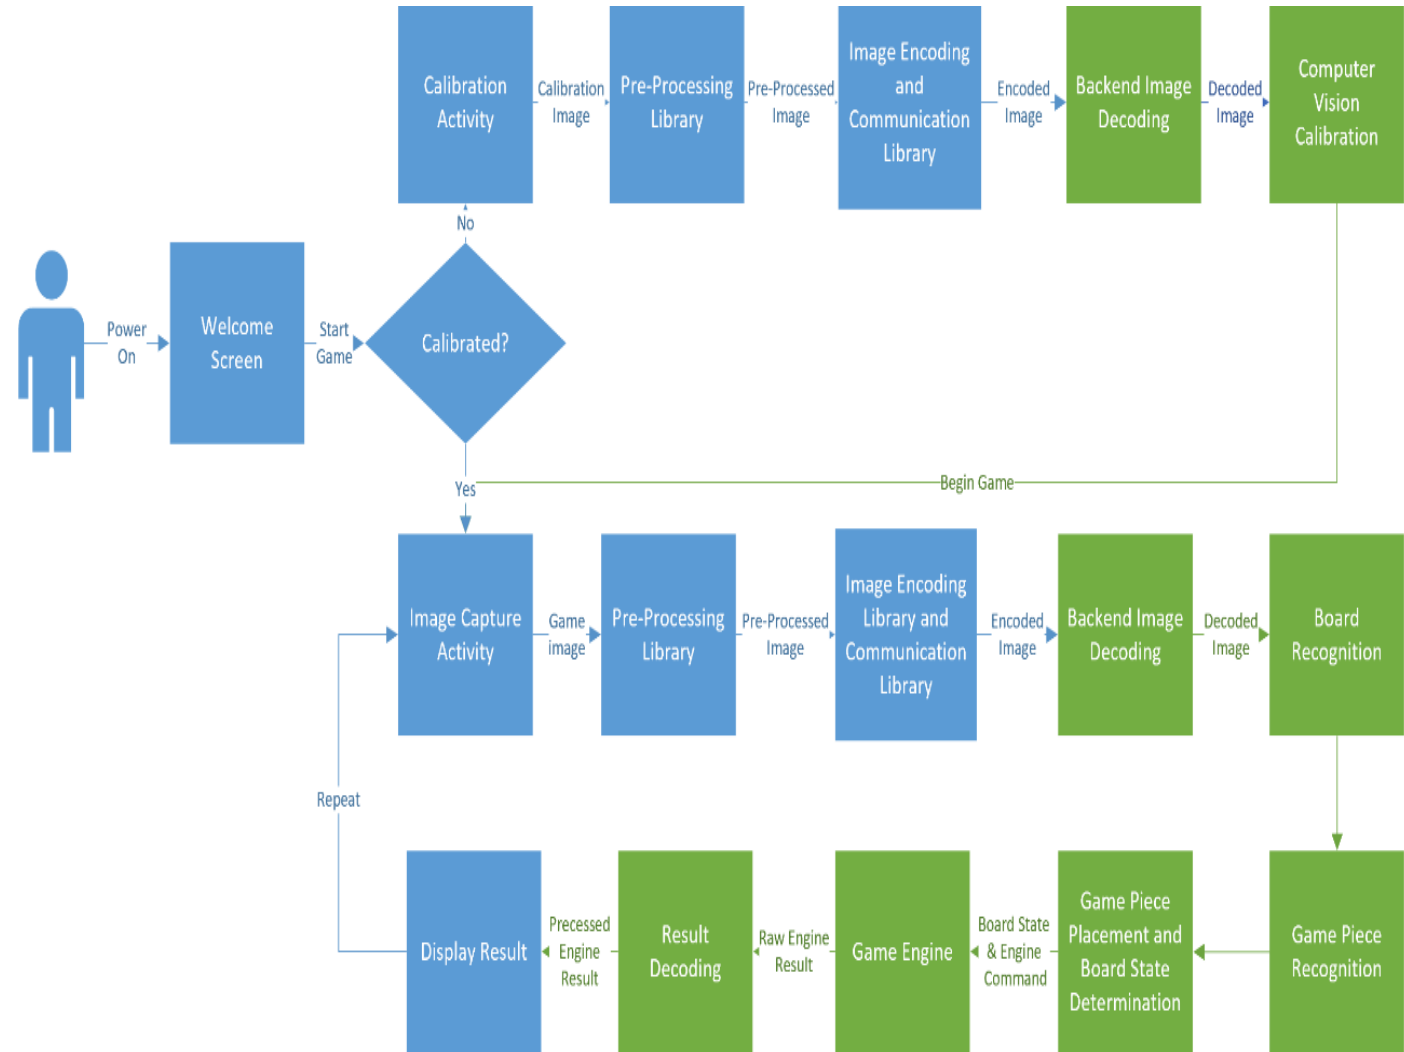 Calibration
Activity
Calibration
Image
Pre-Processing
Library
Pre-Processed
Image
Image Encoding
and
Communication
Library
Encoded
Image
Backend Image
Decoding
Decoded
Image
Computer
Vision
Calibration
No
Power
On
Welcome
Screen
Start
Game
Calibrated?
Yes
Begin Game
Image Capture
Activity
Game
image
Pre-Processing
Library
Pre-Processed
Image
Image Encoding
Library and
Communication
Library
Encoded
Image
Backend Image
Decoding
Decoded
Image
Board
Recognition
Repeat
Display Result
Precessed
Engine
Result
Result
Decoding
Raw Engine
Result
Game Engine
Board State
& Engine
Command
Game Piece
Placement and
Board State
Determination
Game Piece
Recognition